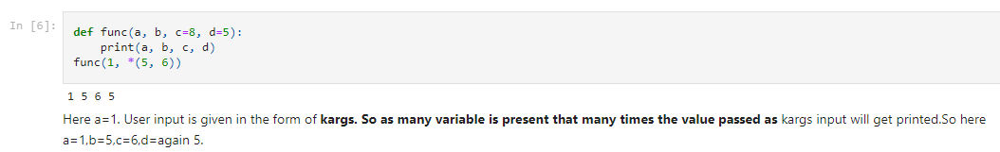 In [6]:
def func(a, b, c=8, d=5):
    print(a, b, c, d)
func(1, *(5, 6))
1 5 6 5
Here a=1. User input is given in the form of kargs. So as many variable is present that many times the value passed as kargs input will get printed.So here
a=1,b=5,c=6,d=again 5.